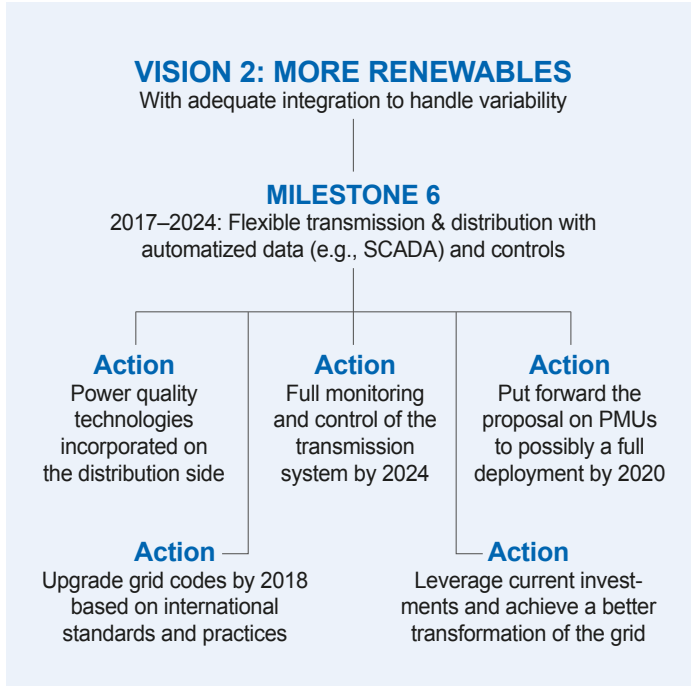 VISION 2: MORE RENEWABLES
With adequate integration to handle variability
MILESTONE 6
2017–2024: Flexible transmission & distribution with
automatized data (e.g., SCADA) and controls
Action
Power quality
technologies
incorporated on
the distribution side
Action
Full monitoring
and control of the
transmission
system by 2024
Action
Put forward the
proposal on PMUs
to possibly a full
deployment by 2020
Action
Upgrade grid codes by 2018
based on international
standards and practices
Action
Leverage current invest-
ments and achieve a better
transformation of the grid